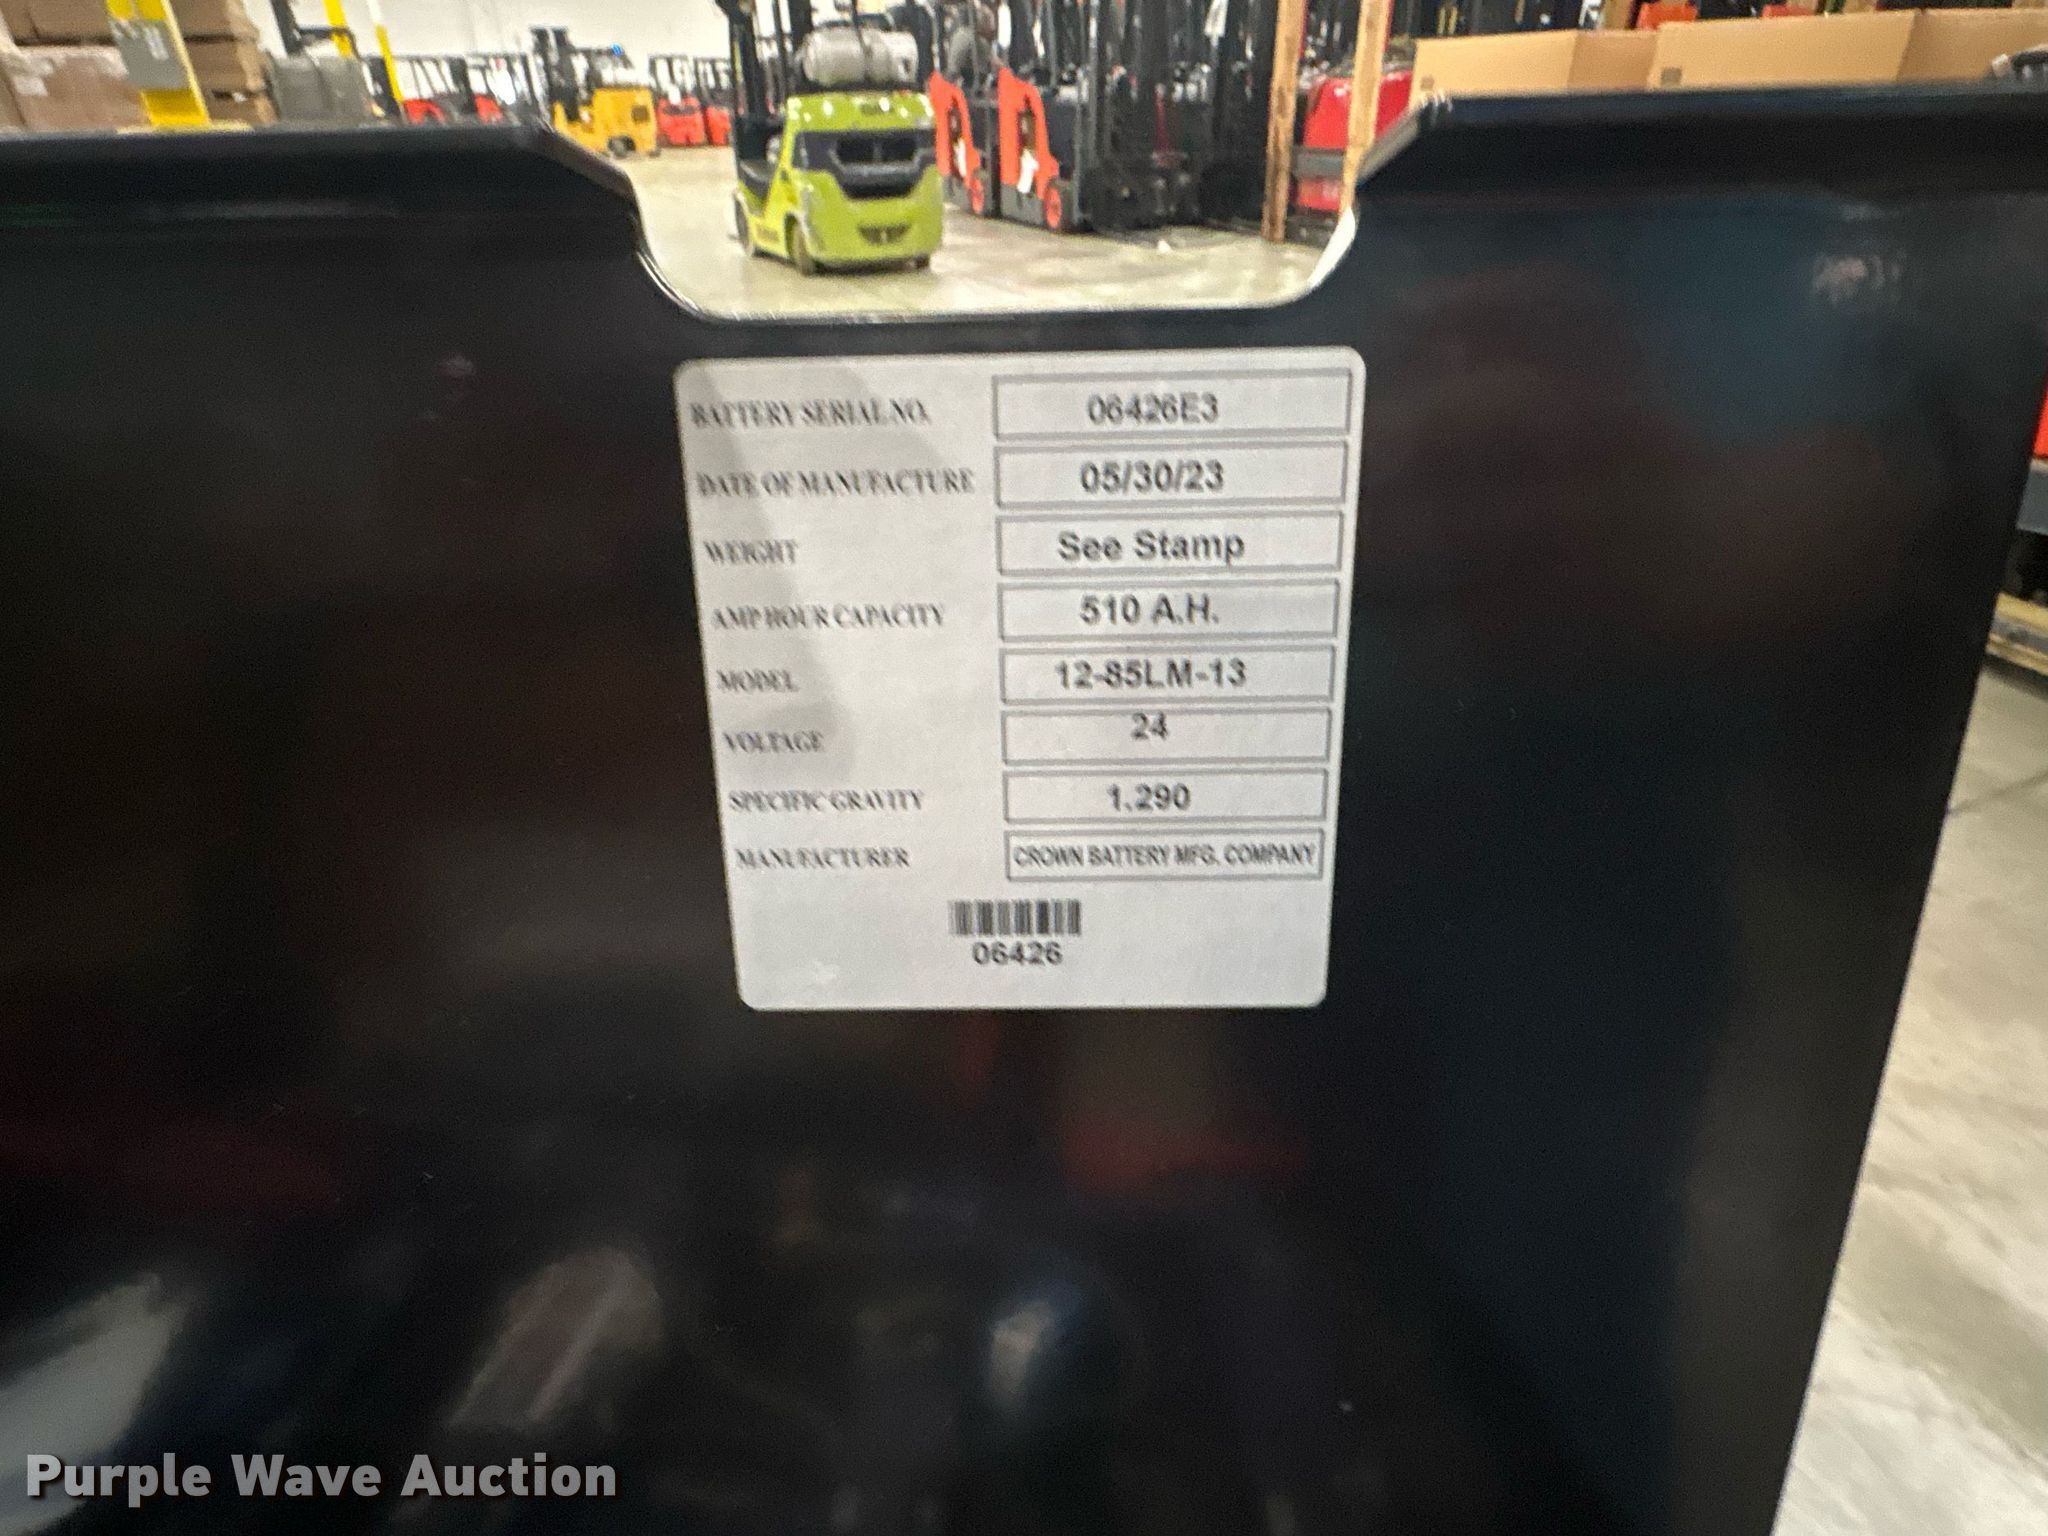 BATTERY SERIAL NO. 06426E3
DATE OF MANUFACTURE 05/30/23
WEIGHT See Stamp
AMP HOUR CAPACITY 510 A.H.
MODEL 12-85LM-13
VOLTAGE 24
SPECIFIC GRAVITY 1.290
MANUFACTURER CROWN BATTERY MFG. COMPANY
06426
Purple Wave Auction